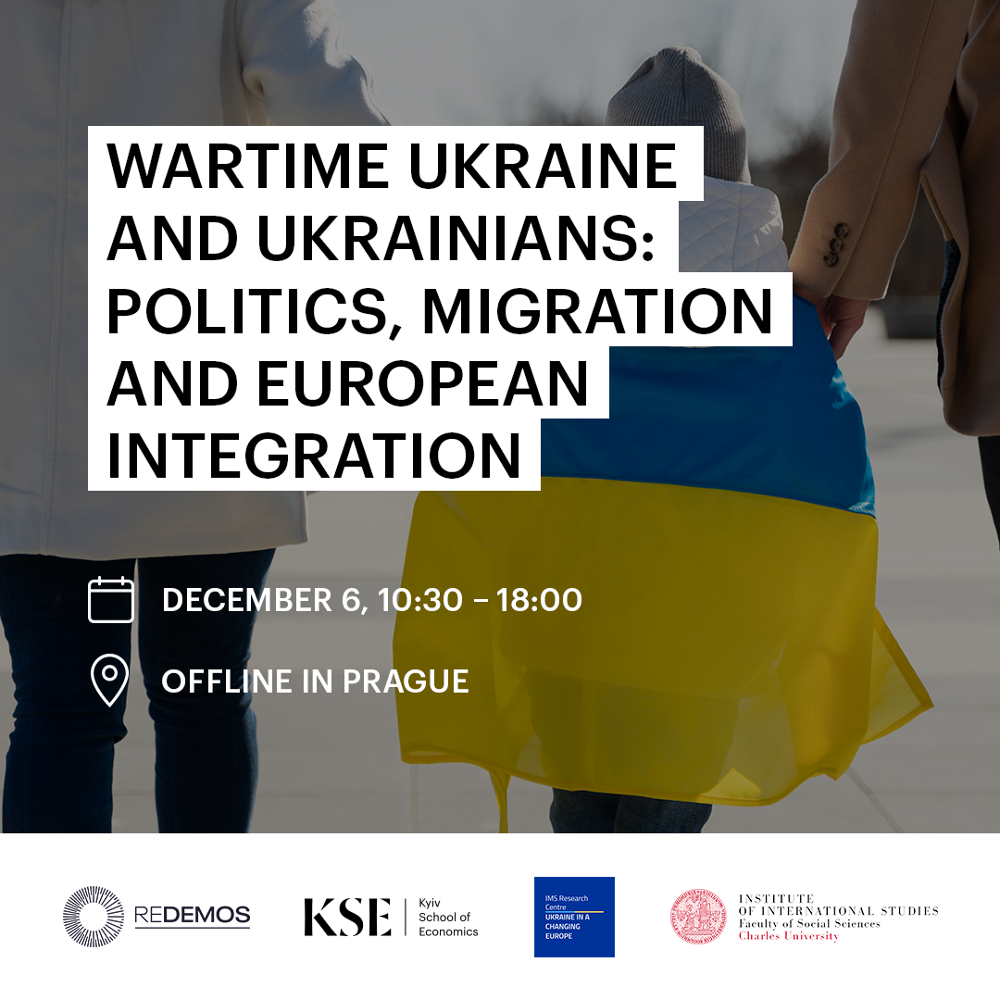 WARTIME UKRAINE
AND UKRAINIANS:
POLITICS, MIGRATION
AND EUROPEAN
INTEGRATION
DECEMBER 6, 10:30 – 18:00
OFFLINE IN PRAGUE
REDEMOS
KSE
Kyiv
School of
Economics
IMS Research
Centre
UKRAINE IN A
CHANGING
EUROPE
INSTITUTE
OF INTERNATIONAL STUDIES
Faculty of Social Sciences
Charles University